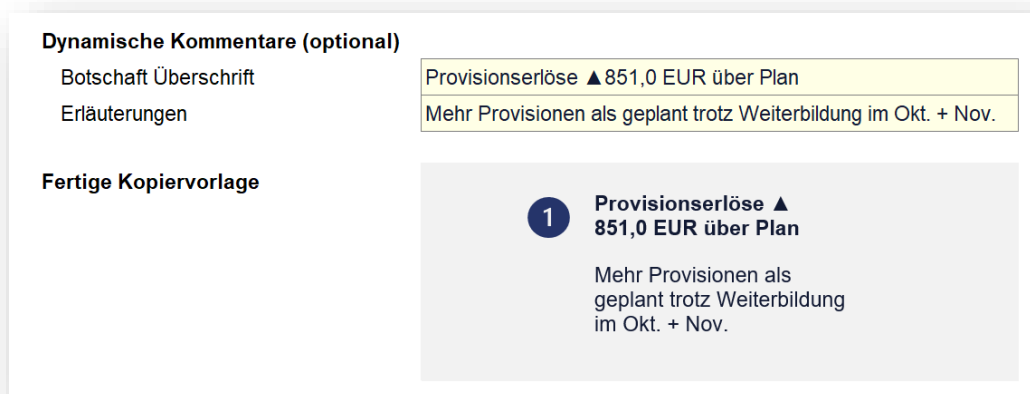 Dynamische Kommentare (optional)
Botschaft Überschrift
Provisionserlöse ▲851,0 EUR über Plan
Erläuterungen
Mehr Provisionen als geplant trotz Weiterbildung im Okt. + Nov.
Fertige Kopiervorlage
1
Provisionserlöse ▲
851,0 EUR über Plan
Mehr Provisionen als
geplant trotz Weiterbildung
im Okt. + Nov.